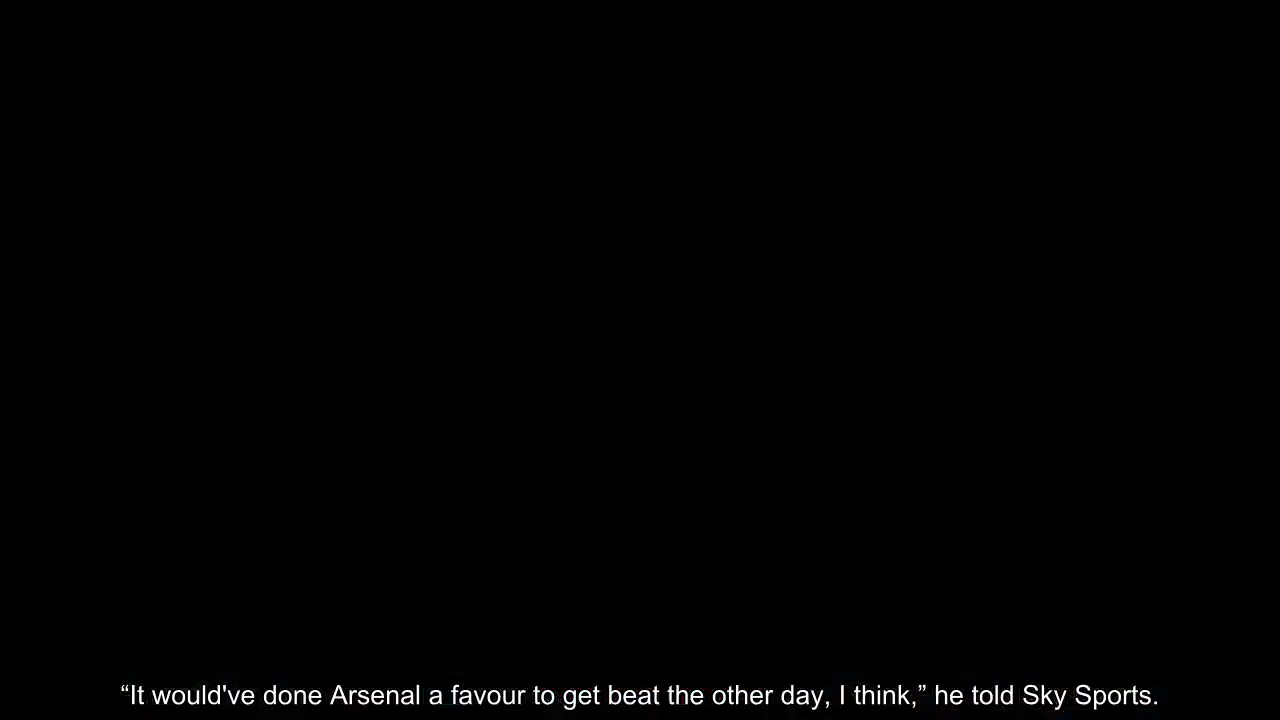 “It would've done Arsenal a favour to get beat the other day, I think,” he told Sky Sports.